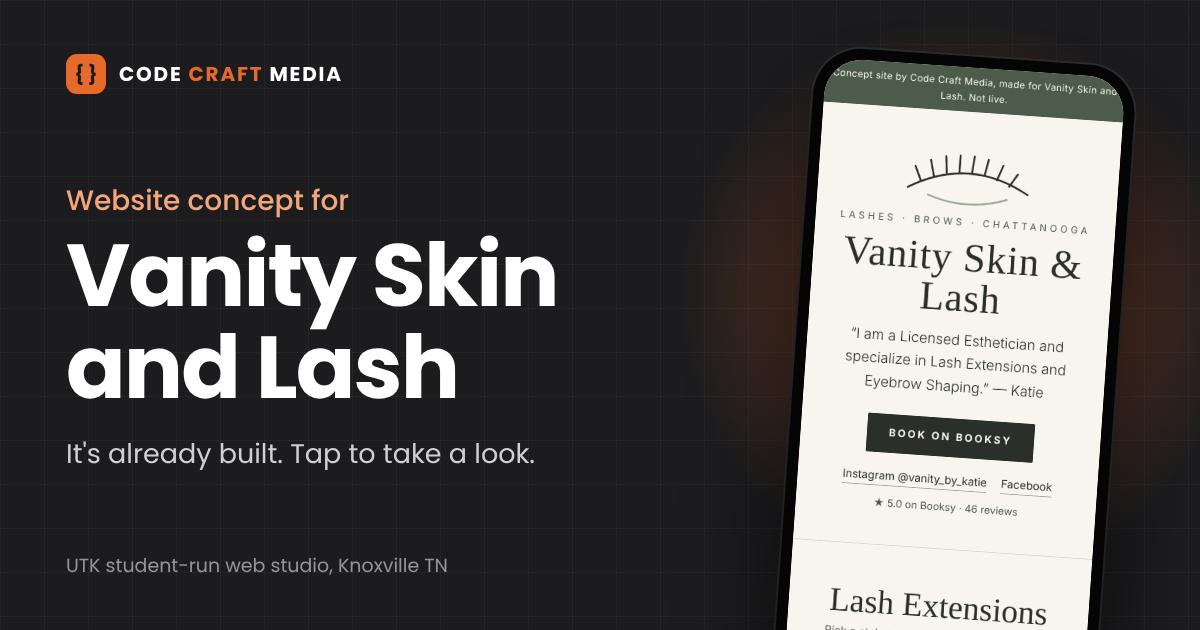 { } CODE CRAFT MEDIA
Website concept for
Vanity Skin
and Lash
It's already built. Tap to take a look.
UTK student-run web studio, Knoxville TN
Concept site by Code Craft Media, made for Vanity Skin and
Lash. Not live.
LASHES · BROWS · CHATTANOOGA
Vanity Skin &
Lash
“I am a Licensed Esthetician and
specialize in Lash Extensions and
Eyebrow Shaping.” — Katie
BOOK ON BOOKSY
Instagram @vanity_by_katie Facebook
★ 5.0 on Booksy · 46 reviews
Lash Extensions